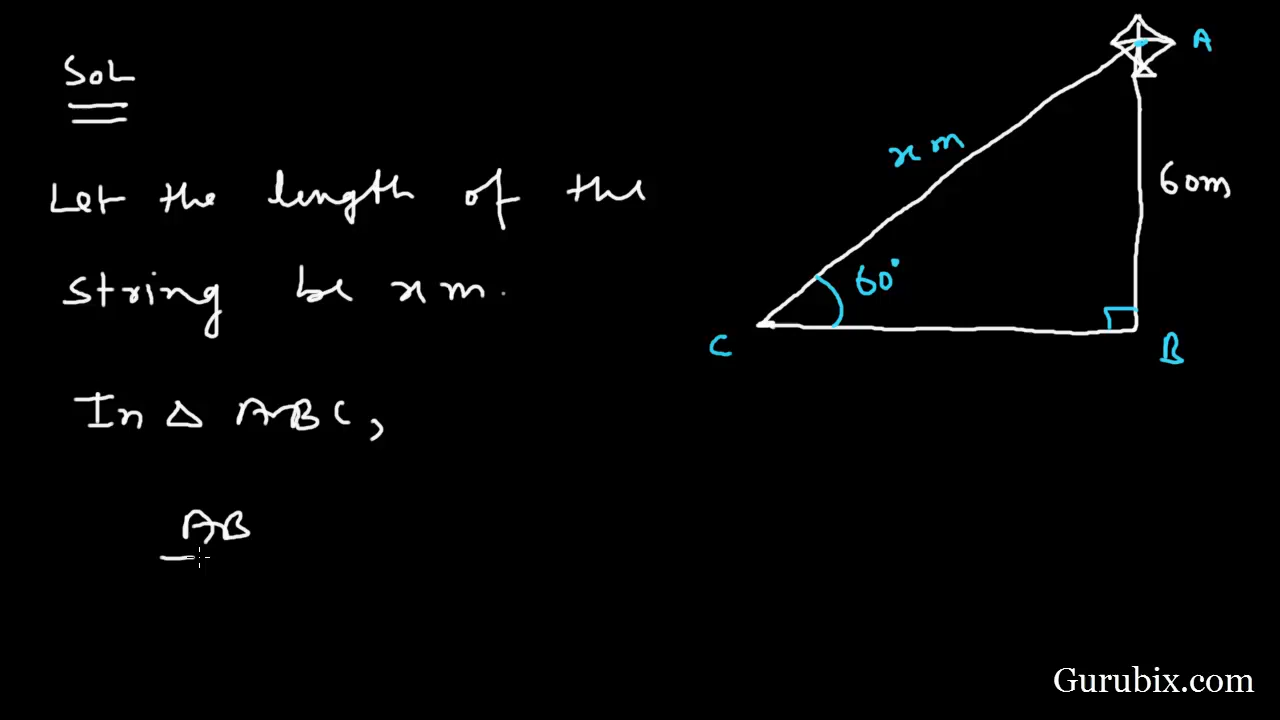 Sol
Let the length of the
string be x m.
In △ ABC,
AB
A
x m
60m
60°
C
B
Gurubix.com